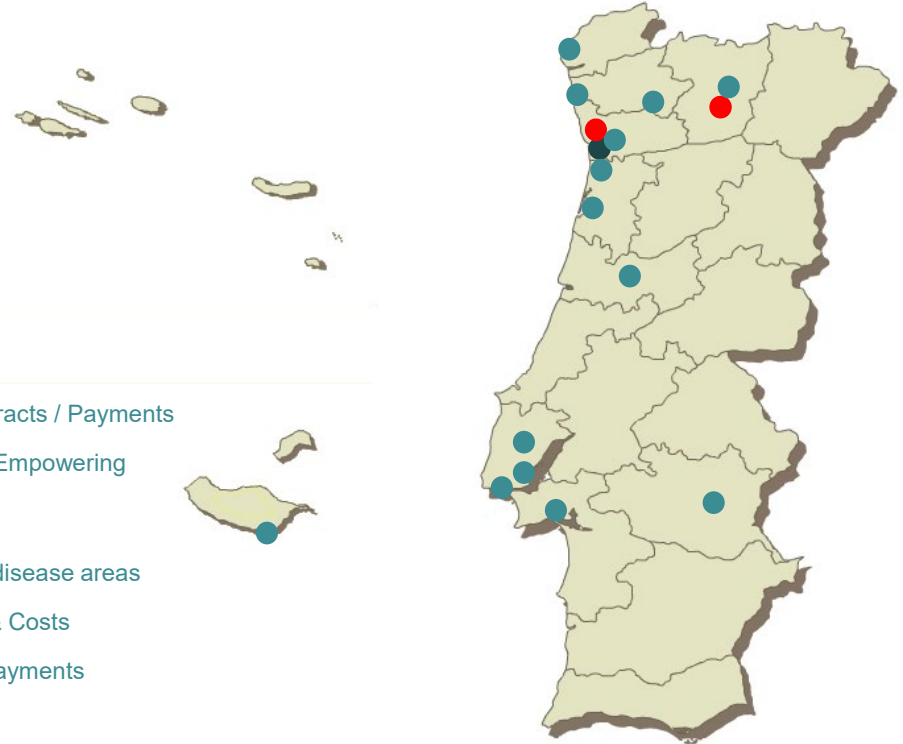 racts / Payments
Empowering
disease areas
Costs
ayments